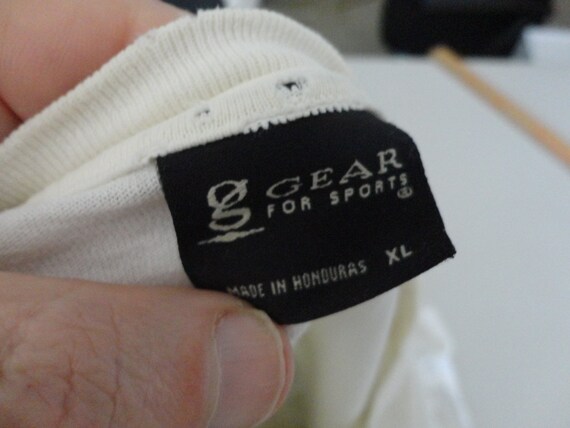 g GEAR
FOR SPORTS®
MADE IN HONDURAS XL